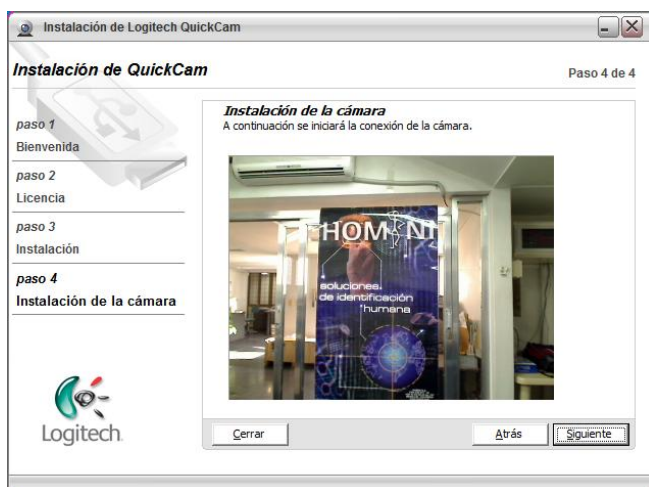 Instalación de Logitech QuickCam
Instalación de QuickCam
Paso 4 de 4
paso 1
Bienvenida
paso 2
Licencia
paso 3
Instalación
paso 4
Instalación de la cámara
Logitech
Instalación de la cámara
A continuación se iniciará la conexión de la cámara.
HOMINI
soluciones
de identificación
humana
Cerrar
Atrás
Siguiente